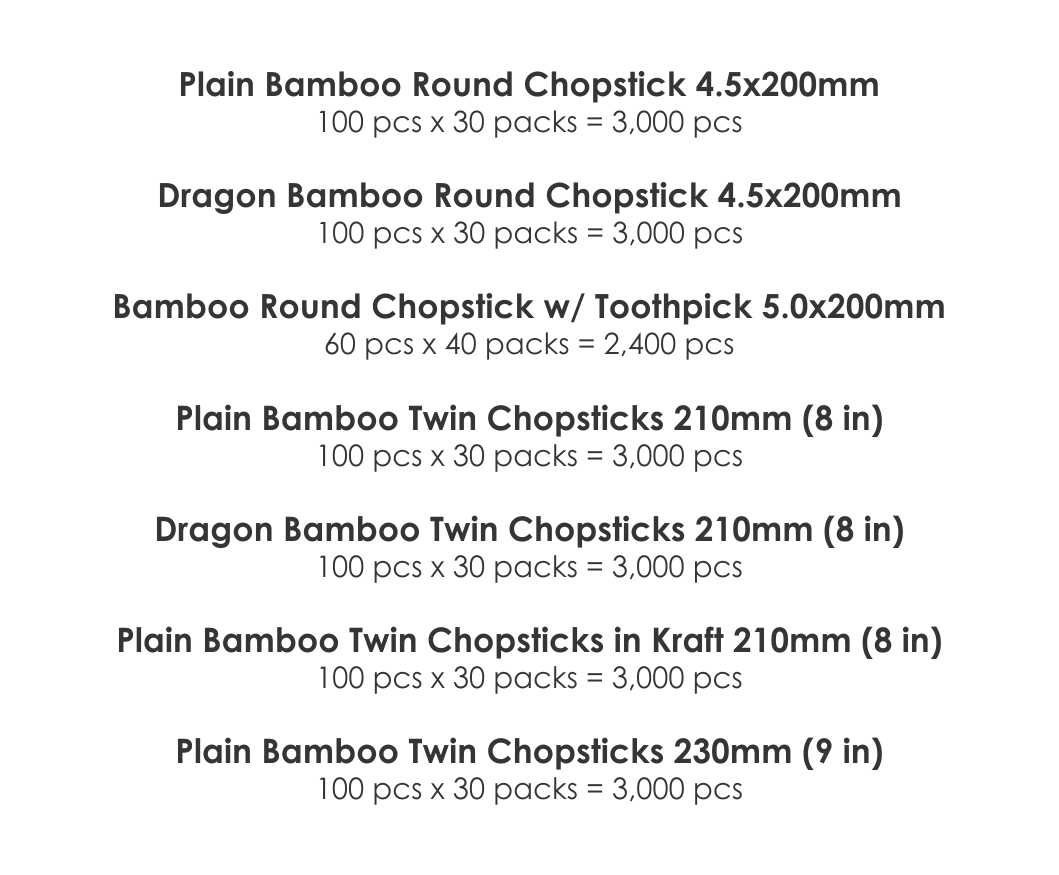 Plain Bamboo Round Chopstick 4.5x200mm
100 pcs x 30 packs = 3,000 pcs
Dragon Bamboo Round Chopstick 4.5x200mm
100 pcs x 30 packs = 3,000 pcs
Bamboo Round Chopstick w/ Toothpick 5.0x200mm
60 pcs x 40 packs = 2,400 pcs
Plain Bamboo Twin Chopsticks 210mm (8 in)
100 pcs x 30 packs = 3,000 pcs
Dragon Bamboo Twin Chopsticks 210mm (8 in)
100 pcs x 30 packs = 3,000 pcs
Plain Bamboo Twin Chopsticks in Kraft 210mm (8 in)
100 pcs x 30 packs = 3,000 pcs
Plain Bamboo Twin Chopsticks 230mm (9 in)
100 pcs x 30 packs = 3,000 pcs